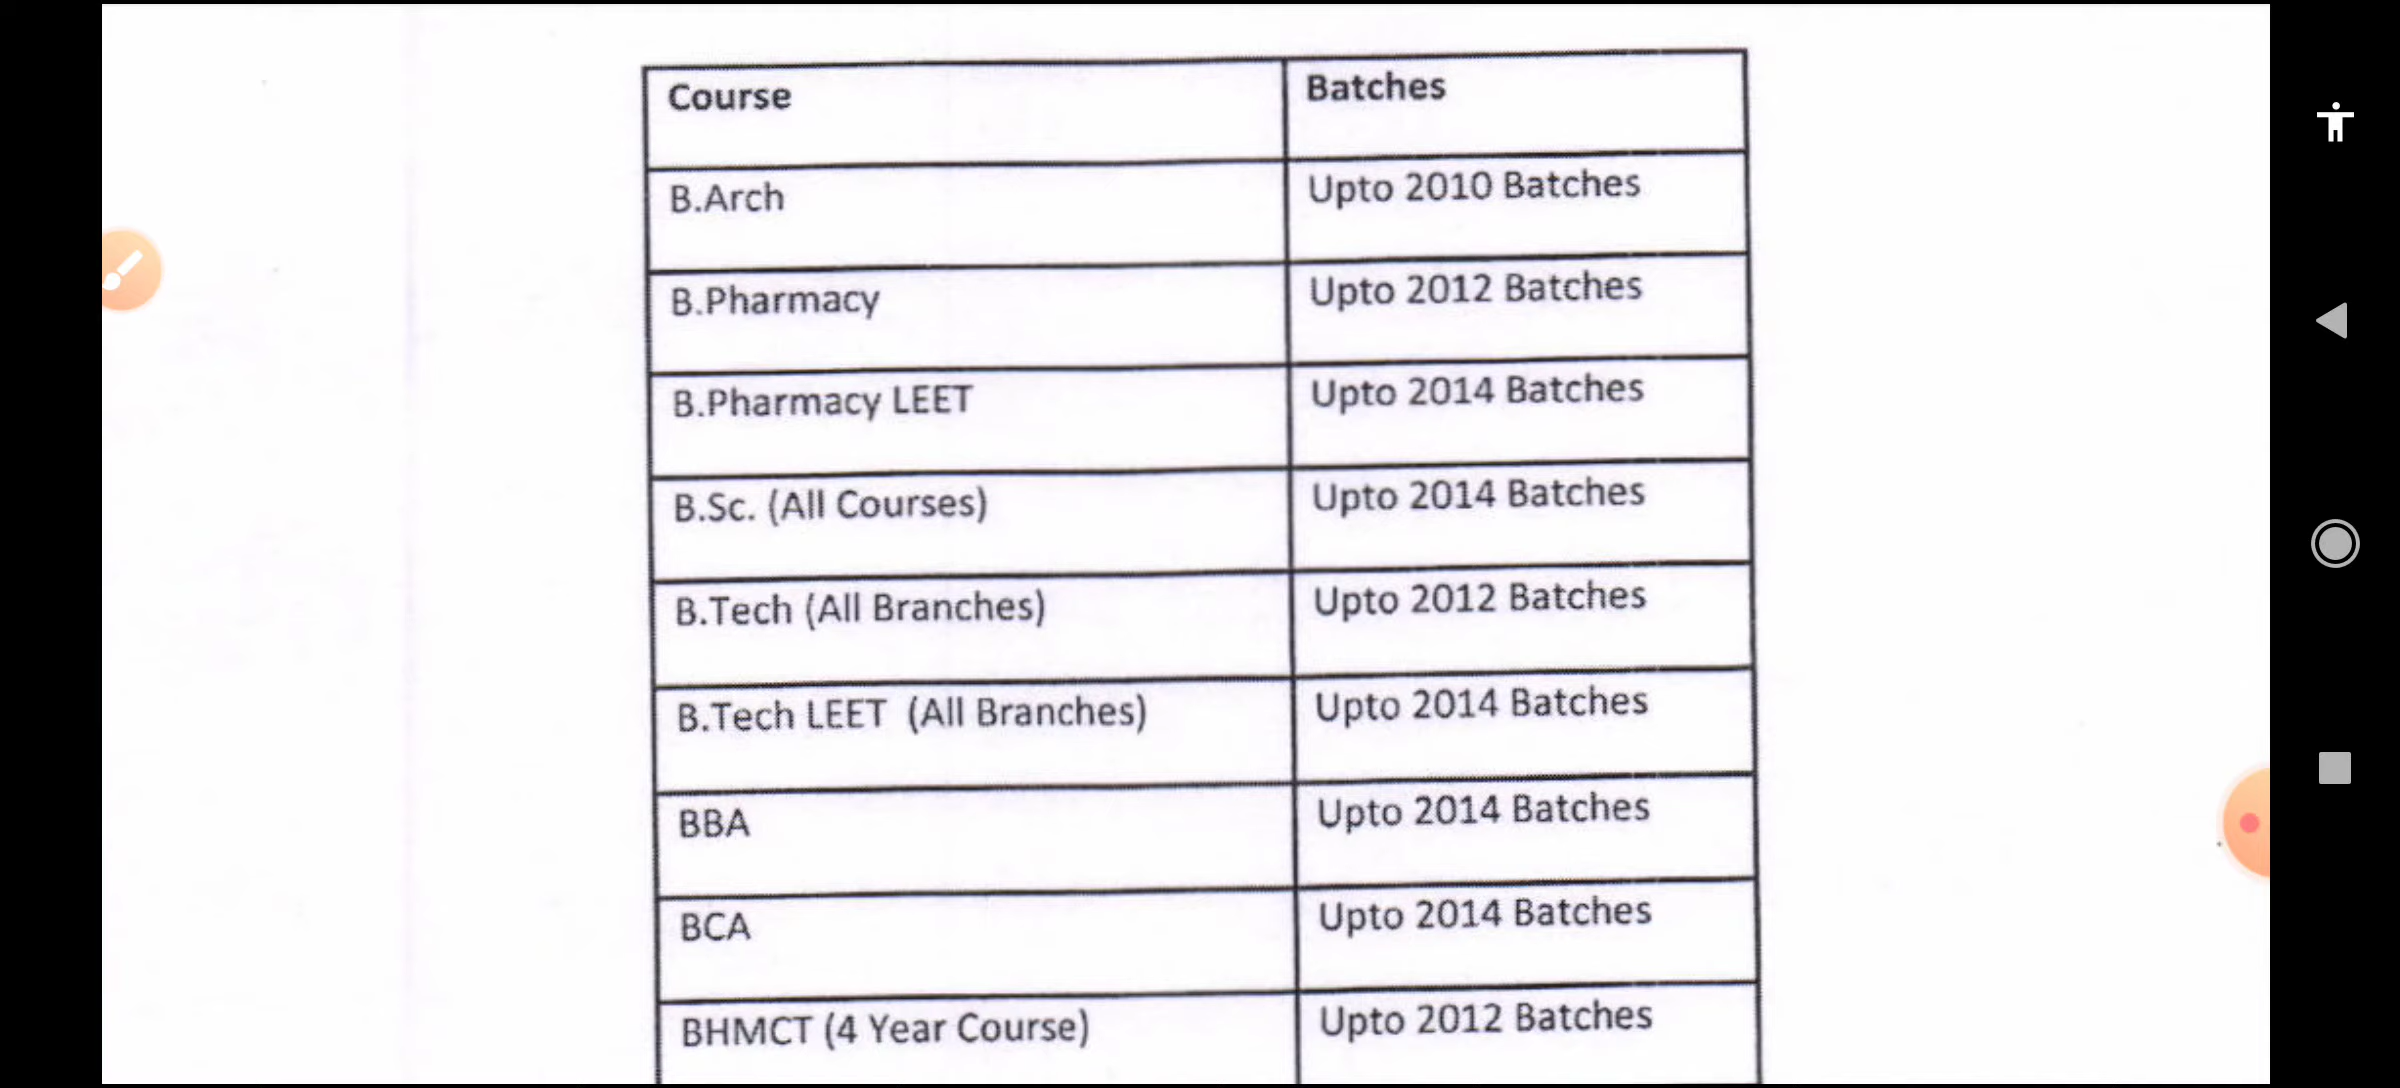 Course Batches
B.Arch Upto 2010 Batches
B.Pharmacy Upto 2012 Batches
B.Pharmacy LEET Upto 2014 Batches
B.Sc. (All Courses) Upto 2014 Batches
B.Tech (All Branches) Upto 2012 Batches
B.Tech LEET (All Branches) Upto 2014 Batches
BBA Upto 2014 Batches
BCA Upto 2014 Batches
BHMCT (4 Year Course) Upto 2012 Batches